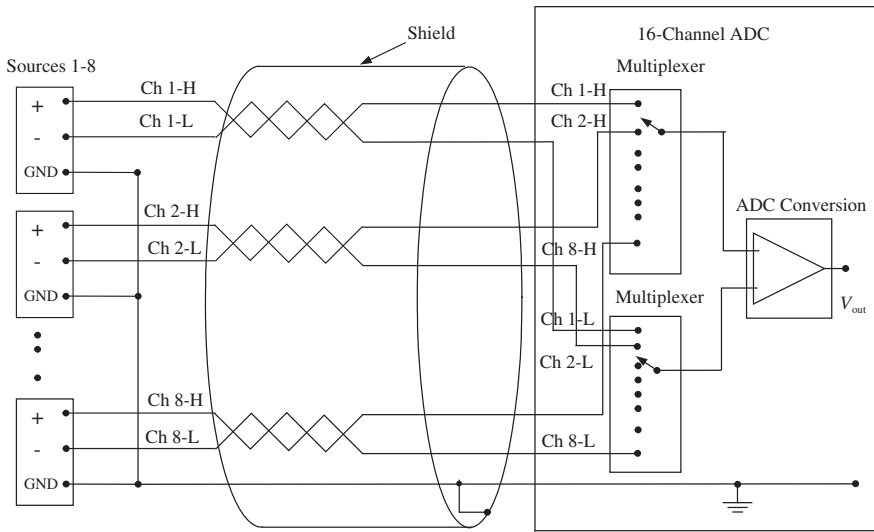 Shield
16-Channel ADC
Sources 1-8
Multiplexer
Ch 1-H
Ch 1-H
+
Ch 1-L
Ch 2-H
-
GND
Ch 2-H
ADC Conversion
+
Ch 2-L
Ch 8-H
-
GND
Multiplexer
Vout
Ch 1-L
Ch 2-L
Ch 8-H
+
Ch 8-L
Ch 8-L
-
GND